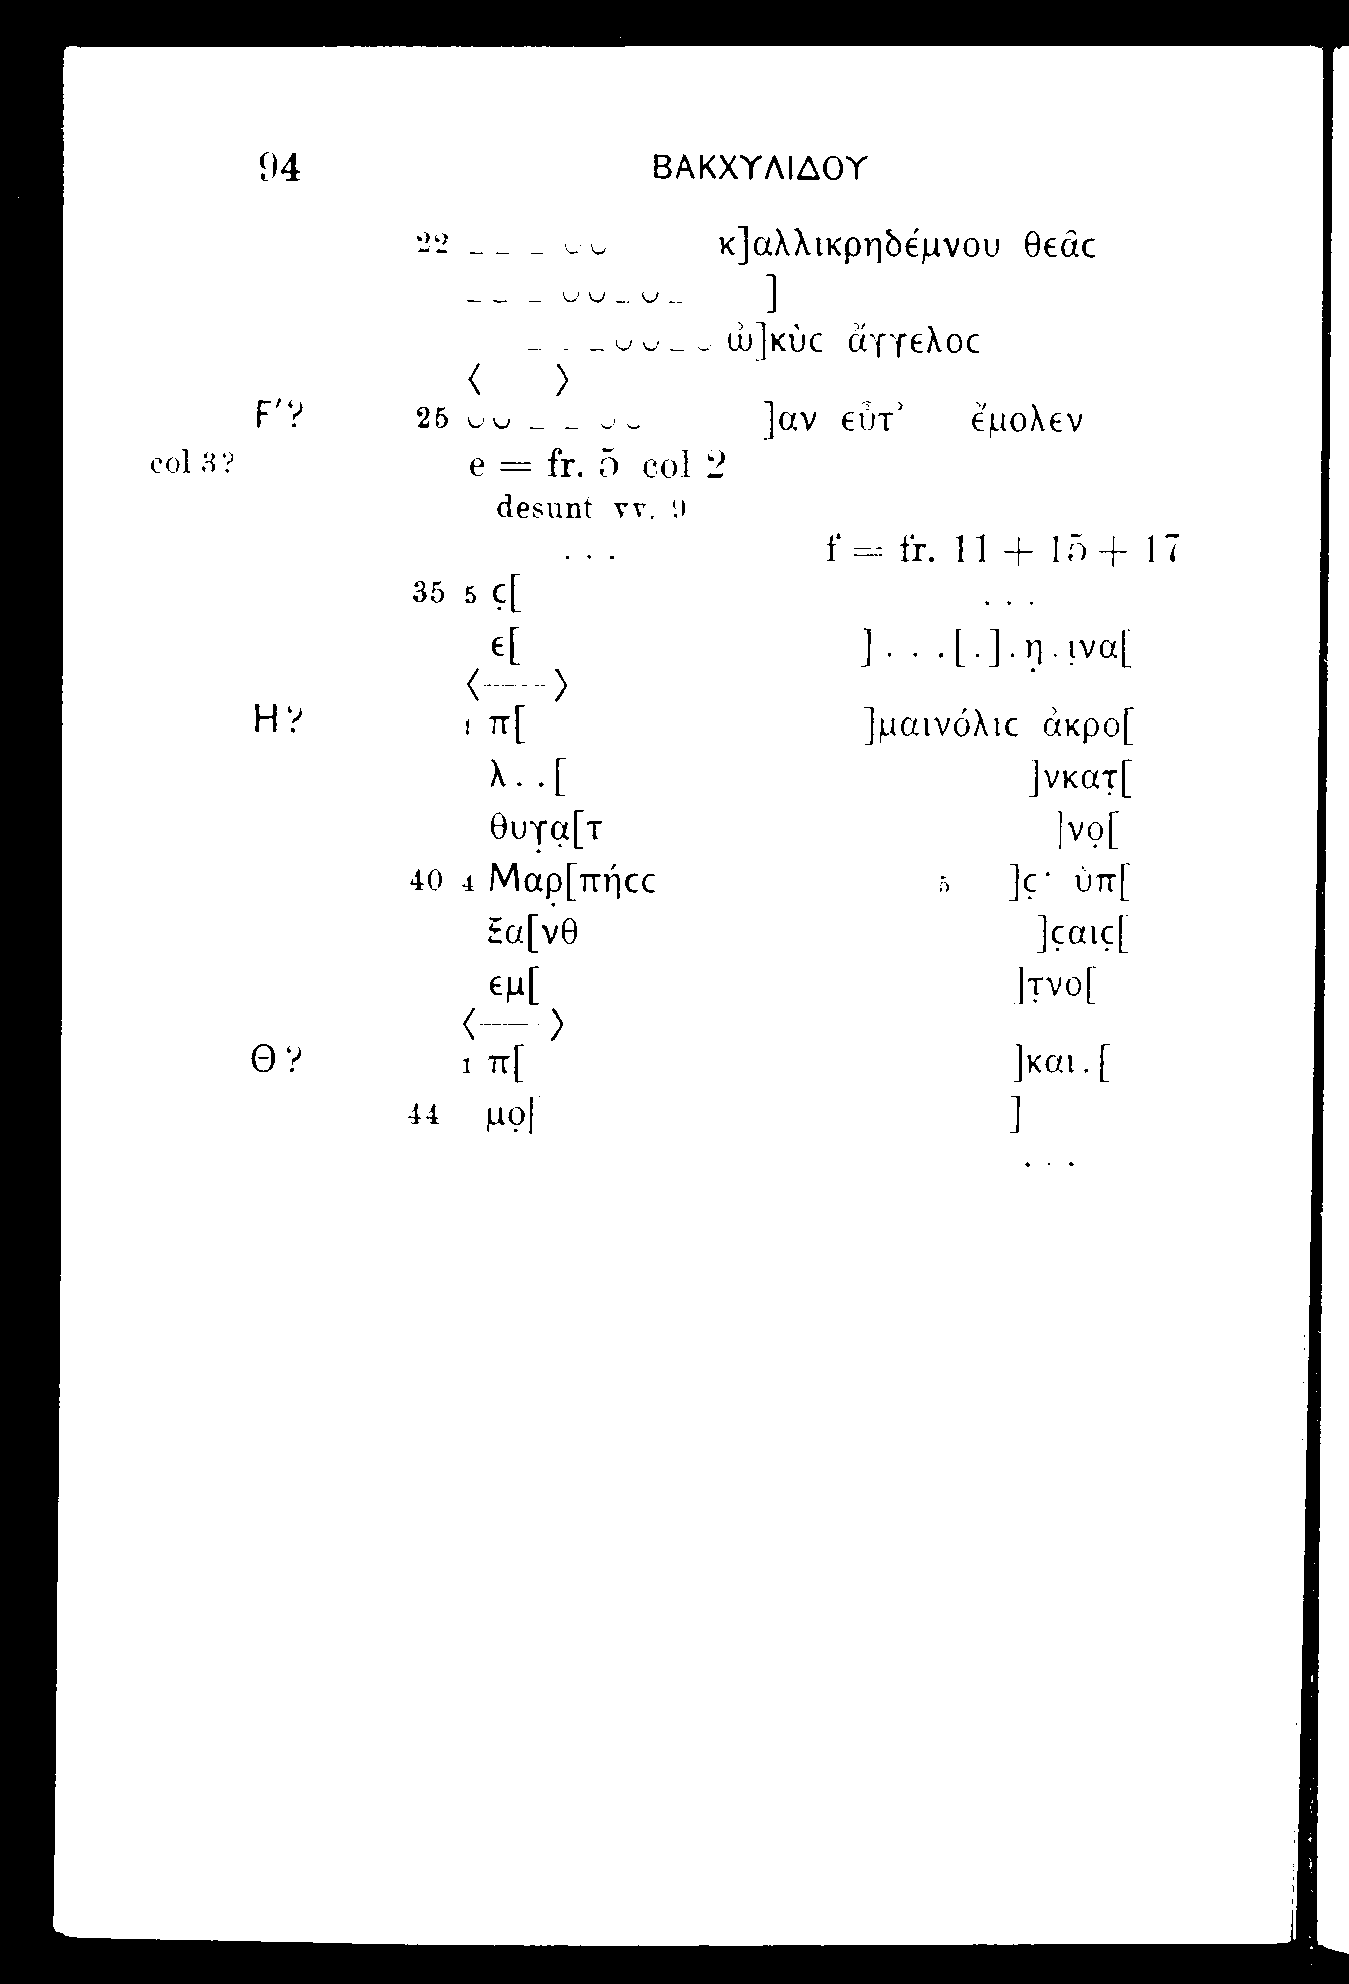 94 ΒΑΚΧΥΛΙΔΟΥ
22 _ _ _ ◡ ◡ κ]αλλικρηδέμνου θεᾶς
_ _ _ ◡ ◡ _ ◡ _ ]
_ _ _ ◡ ◡ _ ◡ ὠ]κὺς ἄγγελος
〈 〉
F′? 25 ◡ ◡ _ _ ◡ ◡ ]αν εὖτ’ ἔμολεν
col 3? e = fr. 5 col 2
desunt vv. 9
. . . f = fr. 11 + 15 + 17
35 5 ς̣[ . . .
ε[ ] . . . [ . ] . η̣ . ι̣να[
〈——〉
Η? 1 π[ ]μαινόλις ἀκρο[
λ . . [ ]νκατ̣[
θυγ̣α̣[τ ]νο̣[
40 4 Μαρ̣[πήσς 5 ]ς̣· ὑπ[
ξα[νθ ]ς̣αις̣[
εμ[ ]τ̣νο[
〈——〉
Θ? 1 π[ ]και . [
44 μο̣[ ]
. . .